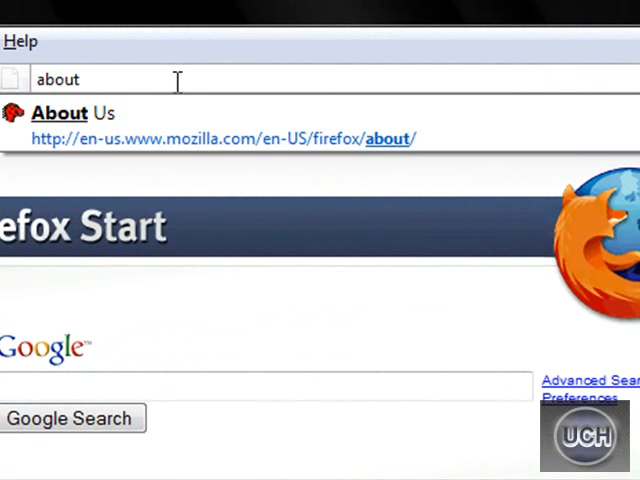 Help
about
About Us
http://en-us.www.mozilla.com/en-US/firefox/about/
efox Start
Google™
Advanced Sear
Preferences
Google Search
UCH